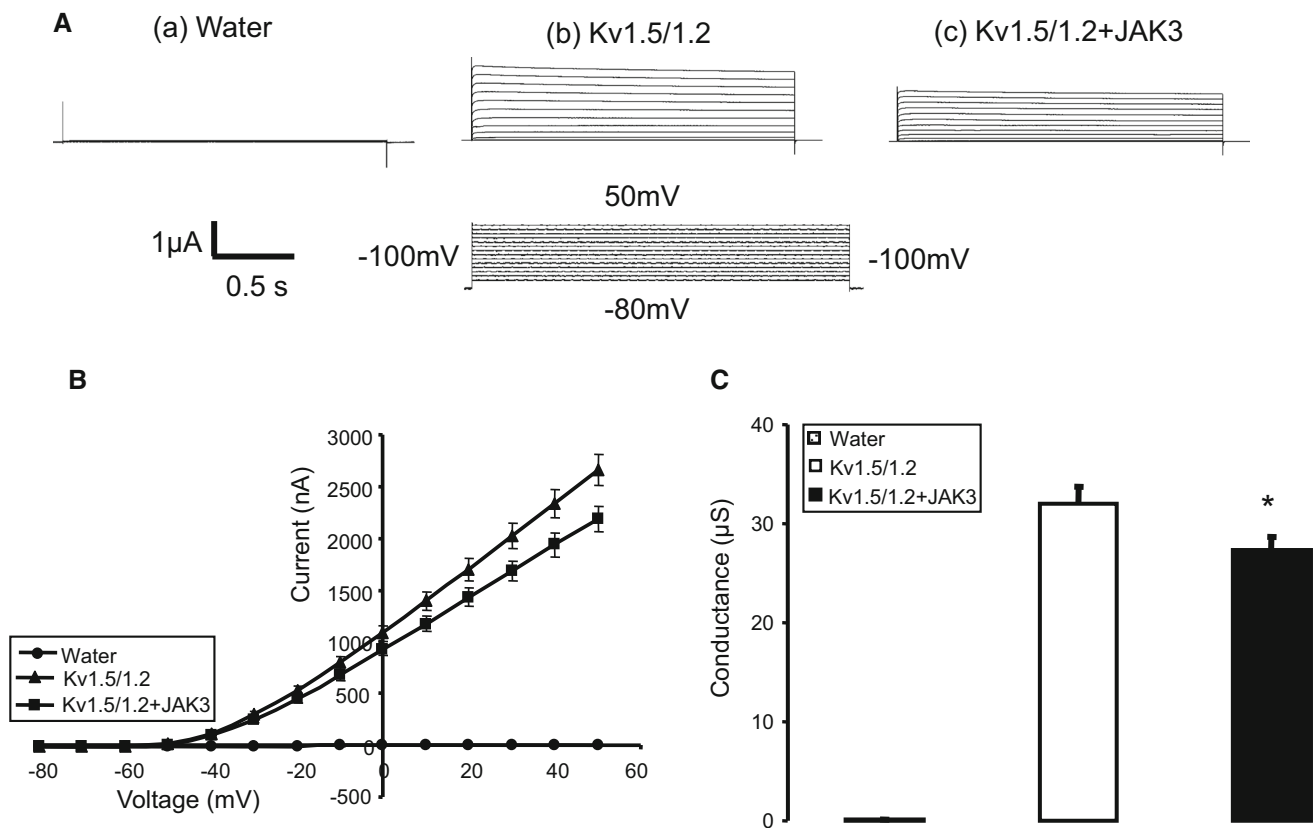 A
(a) Water
(b) Kv1.5/1.2
(c) Kv1.5/1.2+JAK3
1µA
0.5 s
50mV
-100mV
-100mV
-80mV
B
Current (nA)
3000
2500
2000
1500
1000
500
0
-500
-80
-60
-40
-20
0
20
40
60
Voltage (mV)
Water
Kv1.5/1.2
Kv1.5/1.2+JAK3
C
Conductance (µS)
40
30
20
10
0
Water
Kv1.5/1.2
Kv1.5/1.2+JAK3
*